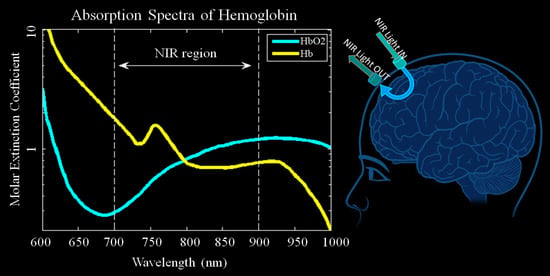 Absorption Spectra of Hemoglobin
10
1
Molar Extinction Coefficient
NIR region
HbO2
Hb
600 650 700 750 800 850 900 950 1000
Wavelength (nm)
NIR Light IN
NIR Light OUT